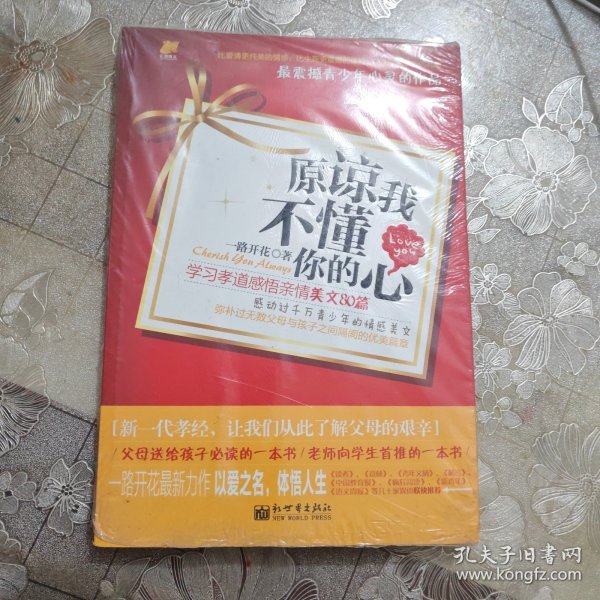 最震撼青少年心灵的作品
原谅我
不懂
你的心
一路开花◎著
Cherish You Always
Love you
学习孝道感悟亲情美文80篇
感动过千万青少年的情感美文
弥补过无数父母与孩子之间隔阂的优美篇章
[新一代孝经，让我们从此了解父母的艰辛]
/父母送给孩子必读的一本书/老师向学生首推的一本书/
一路开花最新力作 以爱之名，体悟人生
新世界出版社
NEW WORLD PRESS
孔夫子旧书网
www.kongfz.com